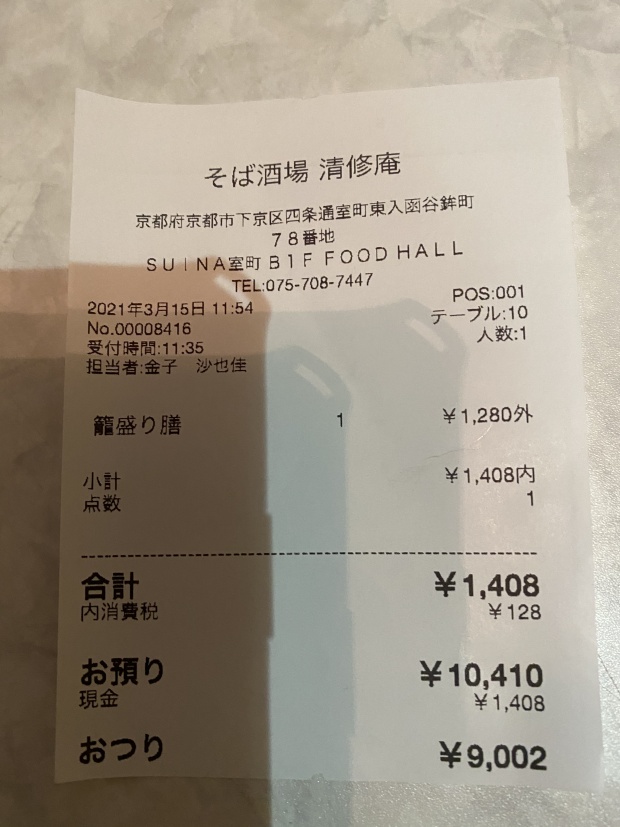 そば酒場 清修庵
京都府京都市下京区四条通室町東入函谷鉾町
７８番地
ＳＵＩＮＡ室町 Ｂ１Ｆ ＦＯＯＤ ＨＡＬＬ
TEL:075-708-7447
2021年3月15日 11:54 POS:001
No.00008416 テーブル:10
受付時間:11:35 人数:1
担当者:金子　沙也佳
籠盛り膳 1 ¥1,280外
小計 ¥1,408内
点数 1
合計 ¥1,408
内消費税 ¥128
お預り ¥10,410
現金 ¥1,408
おつり ¥9,002